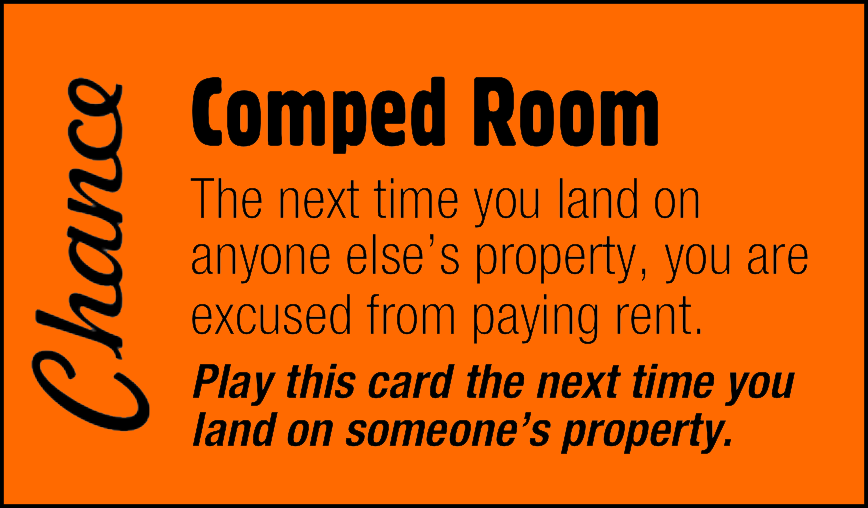 Chance
Comped Room
The next time you land on
anyone else’s property, you are
excused from paying rent.
Play this card the next time you
land on someone’s property.